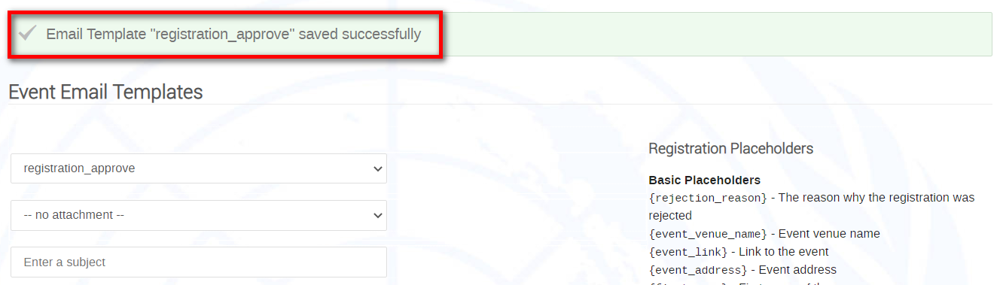 Email Template "registration_approve" saved successfully
Event Email Templates
registration_approve
-- no attachment --
Enter a subject
Registration Placeholders
Basic Placeholders
{rejection_reason} - The reason why the registration was
rejected
{event_venue_name} - Event venue name
{event_link} - Link to the event
{event_address} - Event address